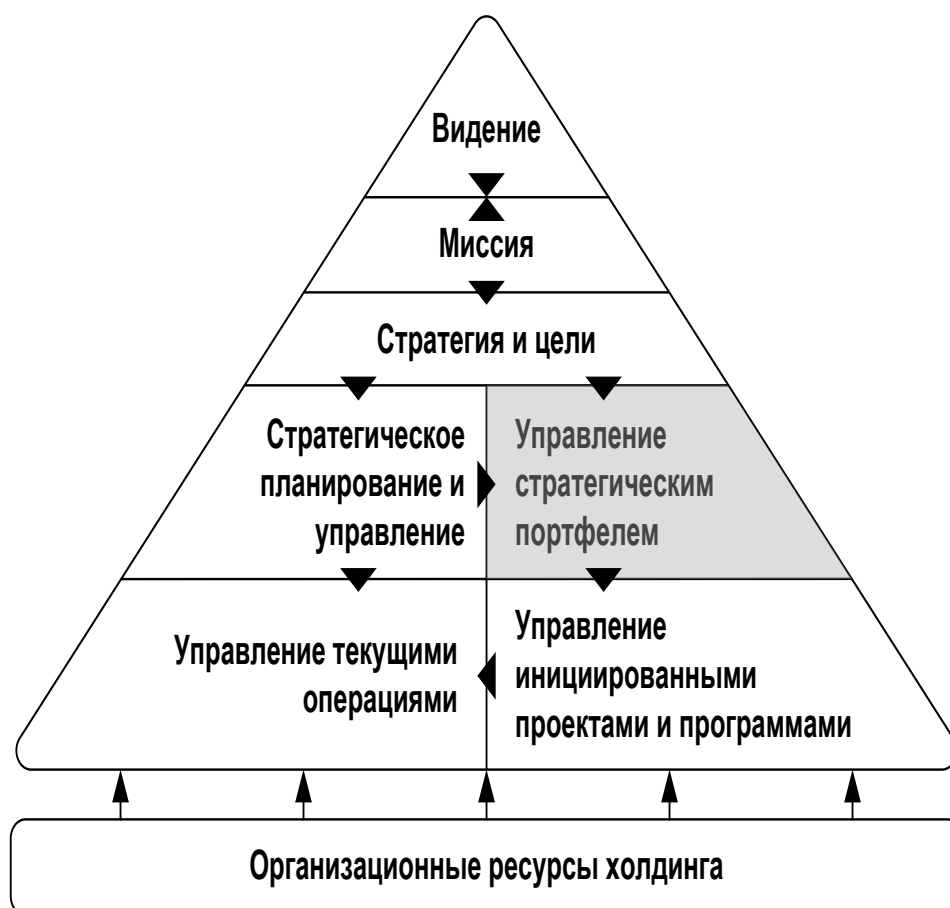 Видение
Миссия
Стратегия и цели
Стратегическое
планирование и
управление
Управление
стратегическим
портфелем
Управление текущими
операциями
Управление
инициированными
проектами и программами
Организационные ресурсы холдинга